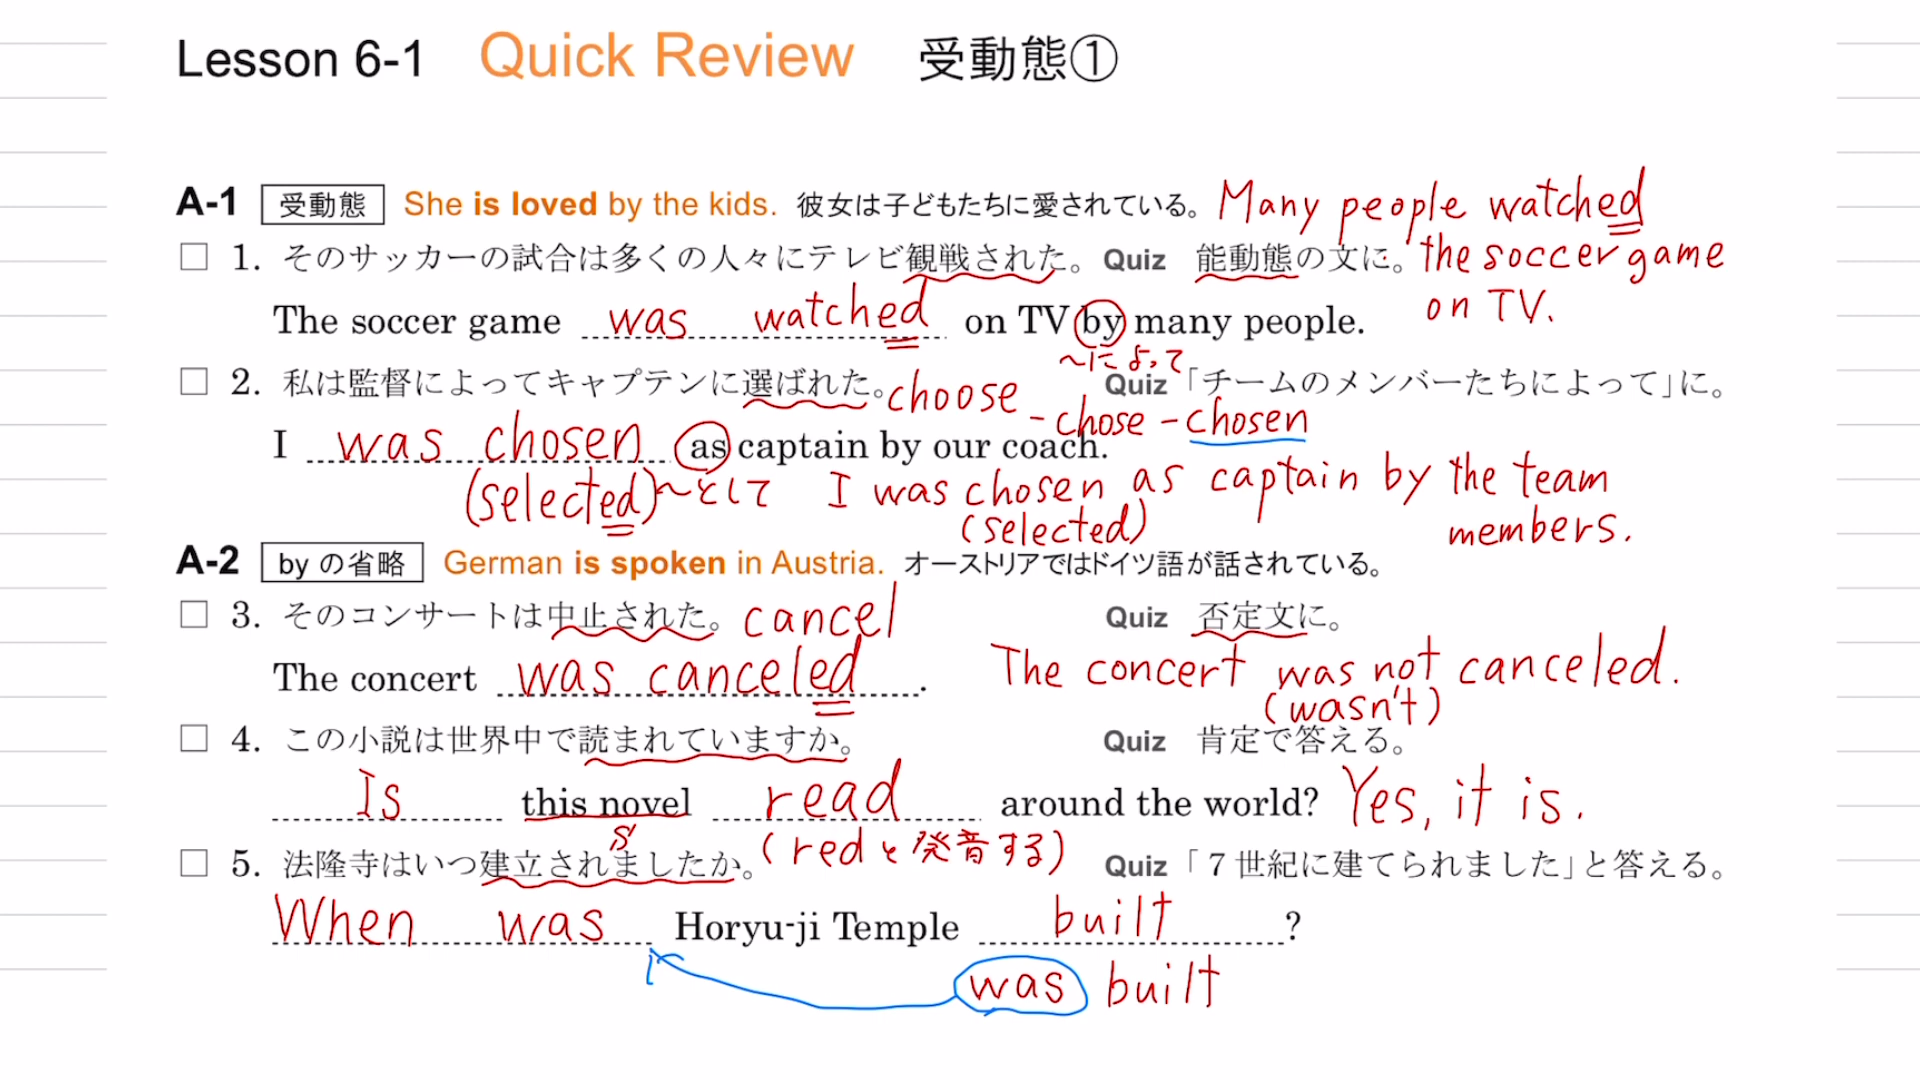 Lesson 6-1 Quick Review 受動態①
A-1 受動態 She is loved by the kids. 彼女は子どもたちに愛されている。 Many people watched
□ 1. そのサッカーの試合は多くの人々にテレビ観戦された。 Quiz 能動態の文に。 the soccer game
The soccer game was watched on TV by many people. on TV.
～によって
□ 2. 私は監督によってキャプテンに選ばれた。 choose Quiz 「チームのメンバーたちによって」に。
- chose - chosen
I was chosen as captain by our coach.
(selected) ～として I was chosen as captain by the team
(selected) members.
A-2 by の省略 German is spoken in Austria. オーストリアではドイツ語が話されている。
□ 3. そのコンサートは中止された。 cancel Quiz 否定文に。
The concert was canceled. The concert was not canceled.
(wasn't)
□ 4. この小説は世界中で読まれていますか。 Quiz 肯定で答える。
Is this novel read around the world? Yes, it is.
S' (redと発音する)
□ 5. 法隆寺はいつ建立されましたか。 Quiz 「７世紀に建てられました」と答える。
When was Horyu-ji Temple built ?
was built